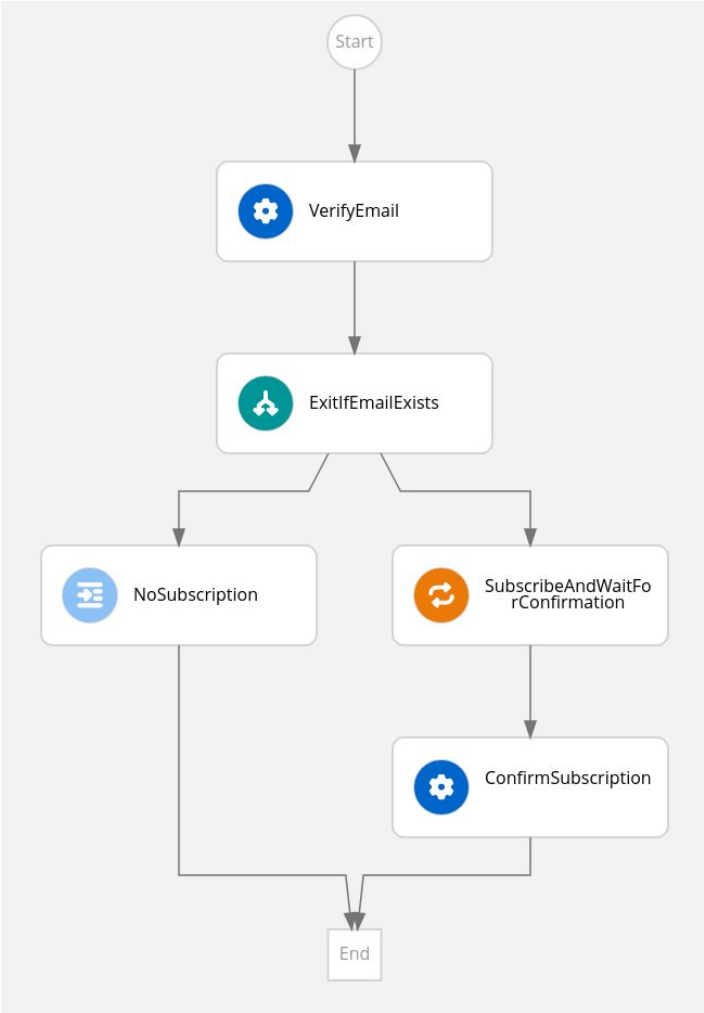 Start
VerifyEmail
ExitIfEmailExists
NoSubscription
SubscribeAndWaitFo
rConfirmation
ConfirmSubscription
End